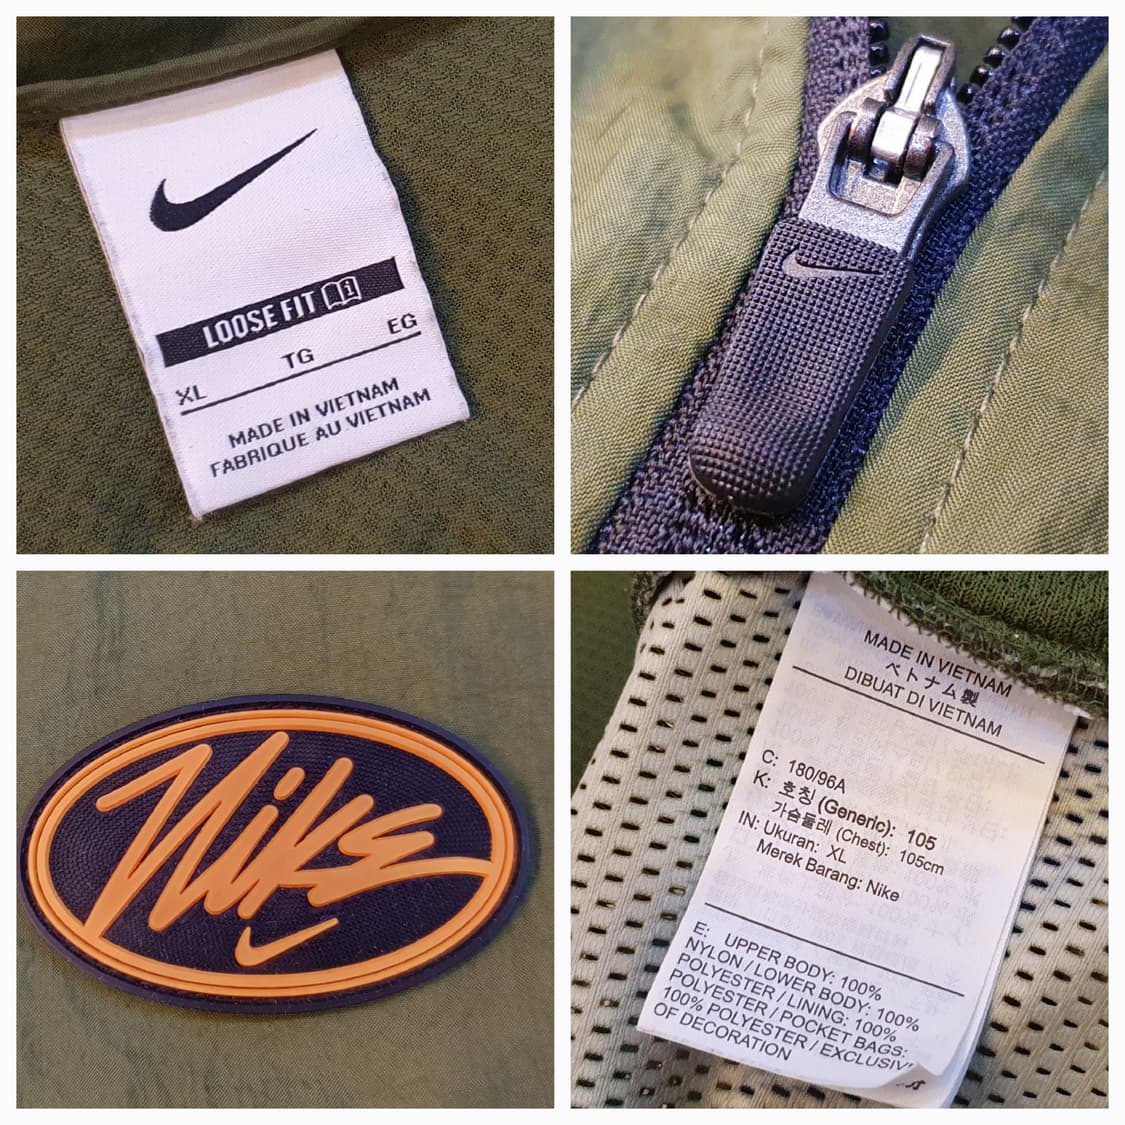 LOOSE FIT
XL TG EG
MADE IN VIETNAM
FABRIQUE AU VIETNAM
Nike
MADE IN VIETNAM
ベトナム製
DIBUAT DI VIETNAM
C: 180/96A
K: 호칭 (Generic): 105
가슴둘레 (Chest): 105cm
IN: Ukuran: XL
Merek Barang: Nike
E: UPPER BODY: 100%
NYLON / LOWER BODY: 100%
POLYESTER / LINING: 100%
POLYESTER / POCKET BAGS:
100% POLYESTER / EXCLUSIV
OF DECORATION